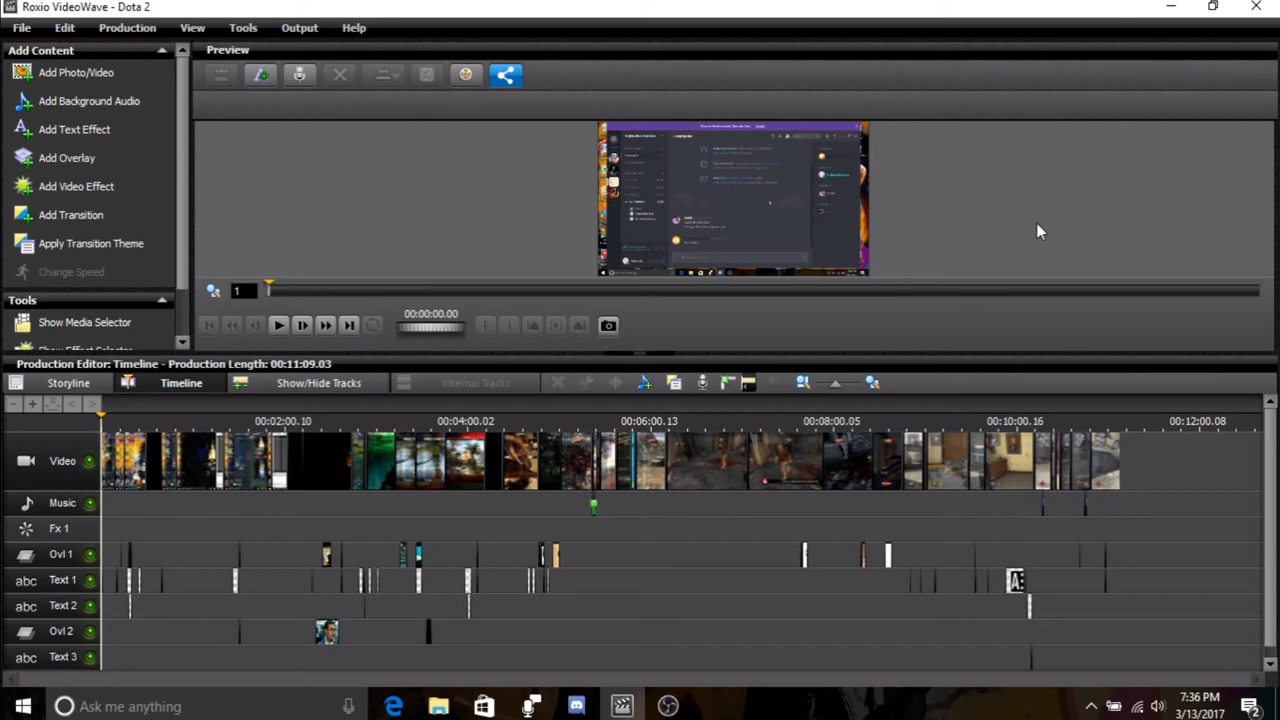 Roxio VideoWave - Dota 2
File Edit Production View Tools Output Help
Add Content
Add Photo/Video
Add Background Audio
Add Text Effect
Add Overlay
Add Video Effect
Add Transition
Apply Transition Theme
Change Speed
Tools
Show Media Selector
Show Effect Selector
Preview
1
00:00:00.00
Production Editor: Timeline - Production Length: 00:11:09.03
Storyline Timeline Show/Hide Tracks Internal Tracks
00:02:00.10 00:04:00.02 00:06:00.13 00:08:00.05 00:10:00.16 00:12:00.08
Video
Music
Fx 1
Ovl 1
abc Text 1
abc Text 2
Ovl 2
abc Text 3
Ask me anything
7:36 PM
3/13/2017
2